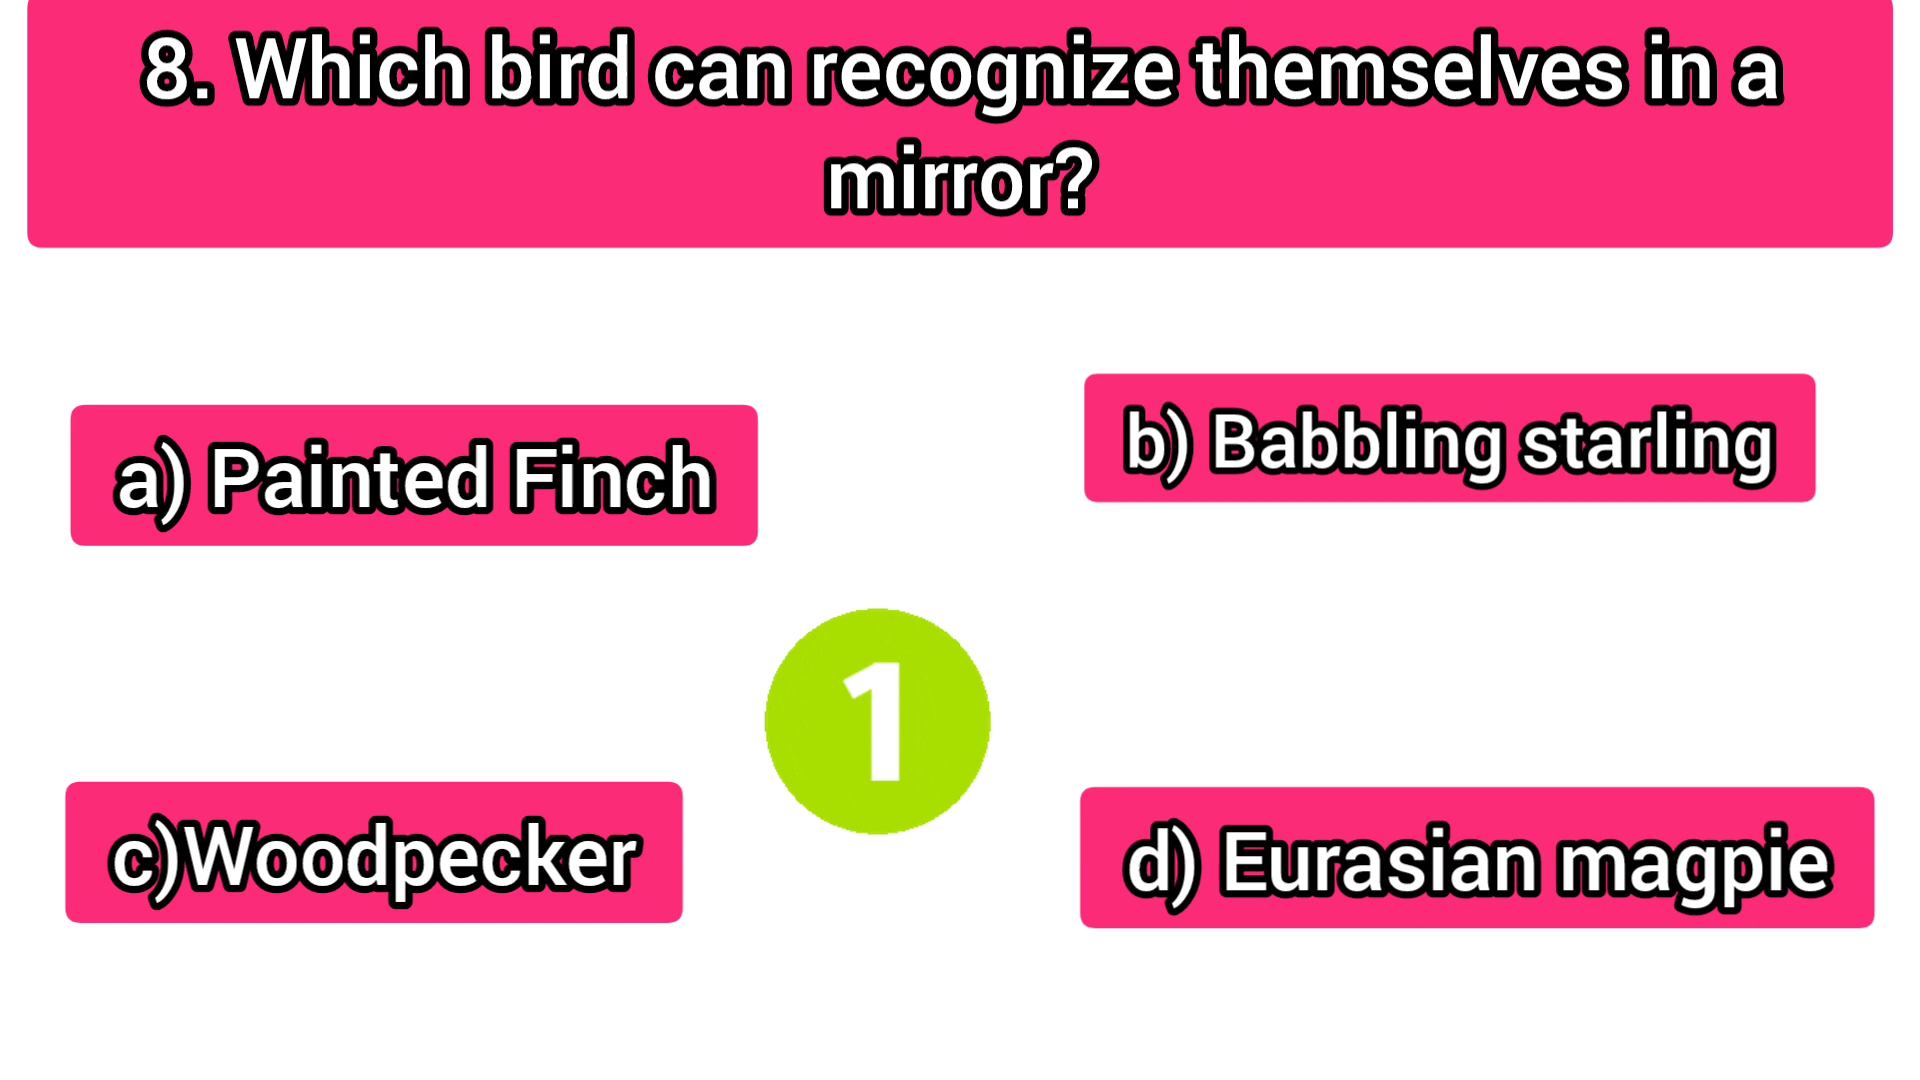 8. Which bird can recognize themselves in a
mirror?
a) Painted Finch
b) Babbling starling
1
c)Woodpecker
d) Eurasian magpie